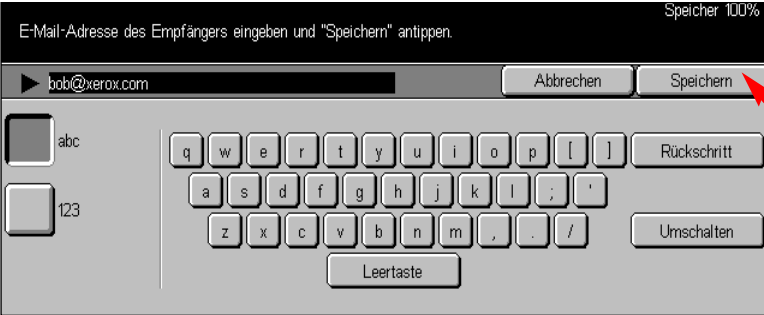 Speicher 100%
E-Mail-Adresse des Empfängers eingeben und "Speichern" antippen.
bob@xerox.com
Abbrechen
Speichern
abc
q w e r t y u i o p [ ] Rückschritt
a s d f g h j k l ; '
123
z x c v b n m , . / Umschalten
Leertaste